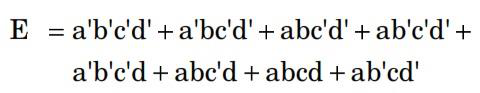 E = a'b'c'd' + a'bc'd' + abc'd' + ab'c'd' +
a'b'c'd + abc'd + abcd + ab'cd'